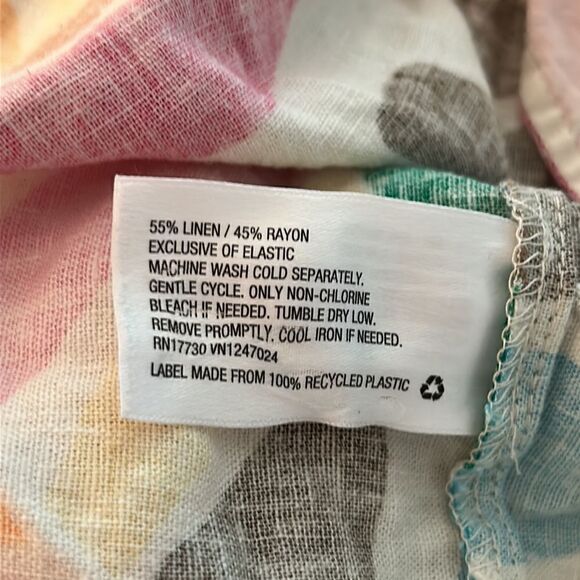 55% LINEN / 45% RAYON
EXCLUSIVE OF ELASTIC
MACHINE WASH COLD SEPARATELY.
GENTLE CYCLE. ONLY NON-CHLORINE
BLEACH IF NEEDED. TUMBLE DRY LOW.
REMOVE PROMPTLY. COOL IRON IF NEEDED.
RN17730 VN1247024
LABEL MADE FROM 100% RECYCLED PLASTIC